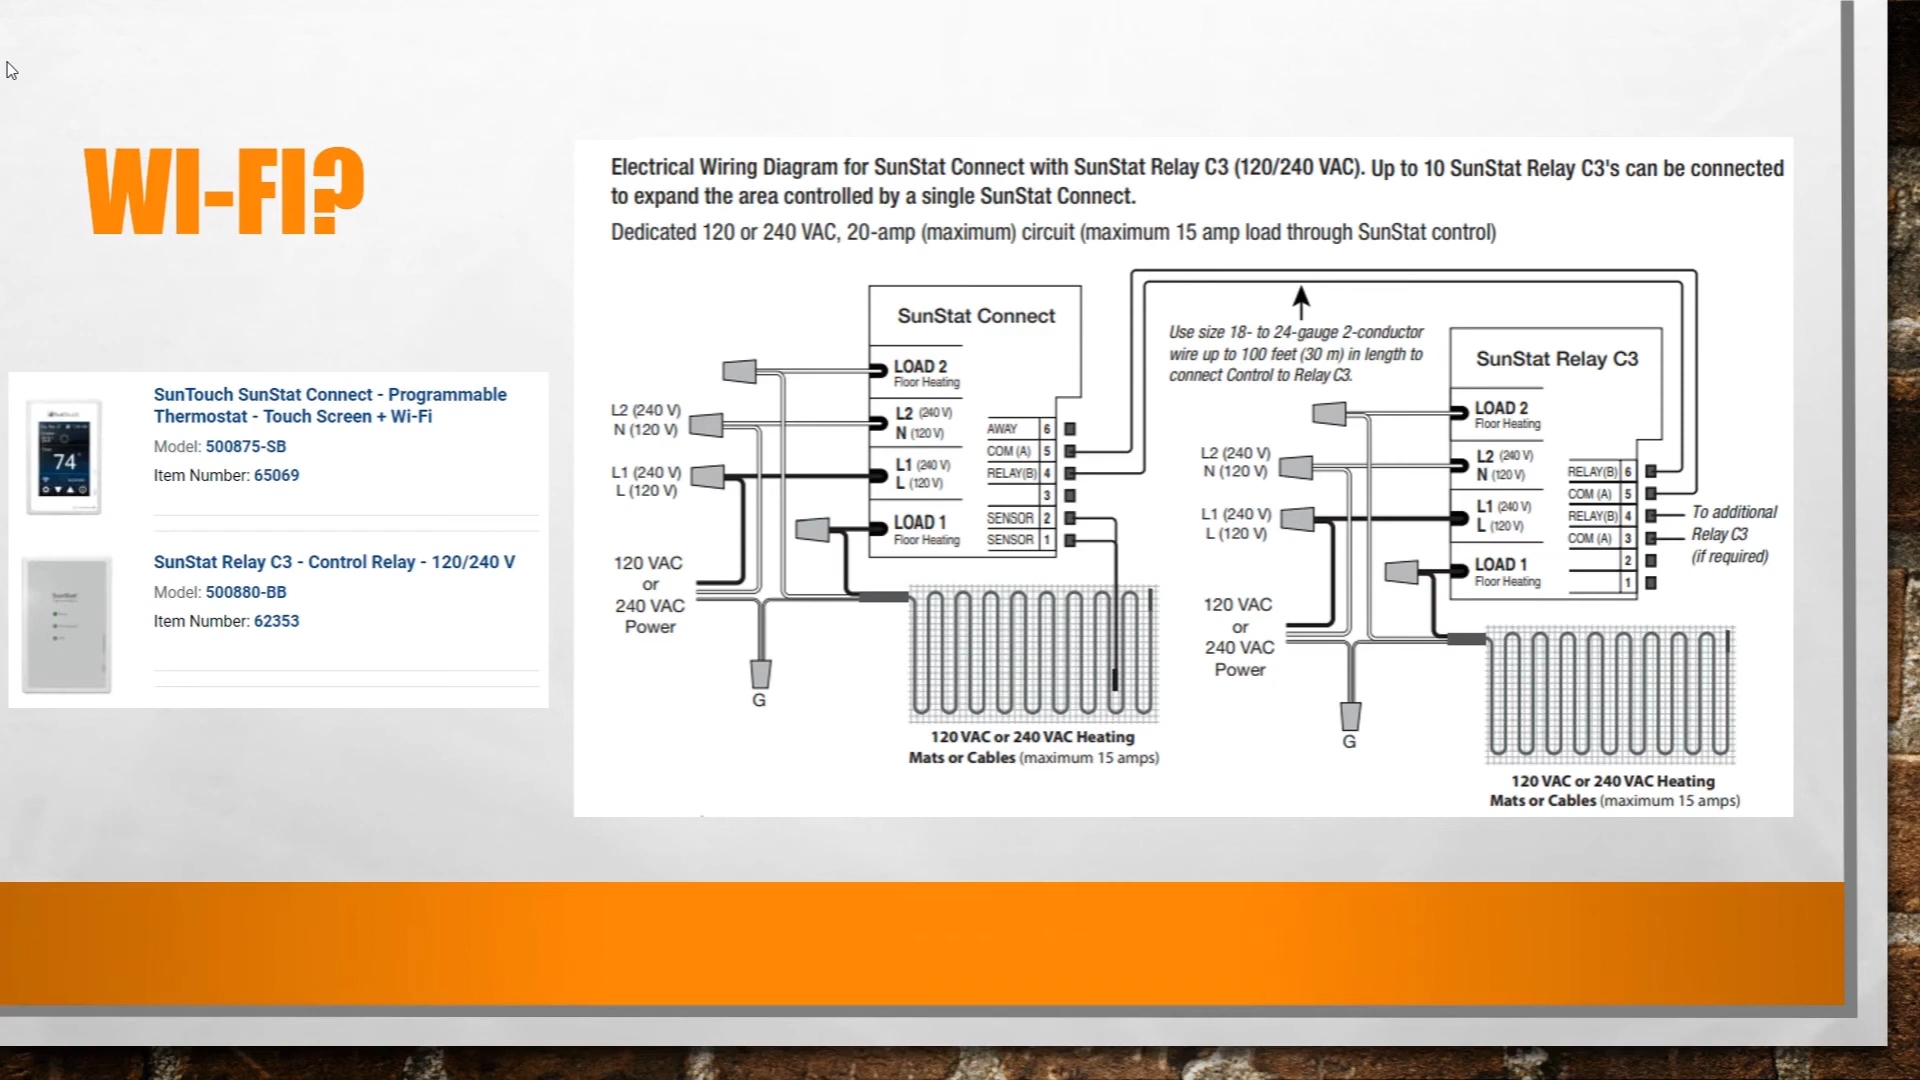 WI-FI?
SunTouch SunStat Connect - Programmable
Thermostat - Touch Screen + Wi-Fi
Model: 500875-SB
Item Number: 65069
74
SunStat Relay C3 - Control Relay - 120/240 V
Model: 500880-BB
Item Number: 62353
Electrical Wiring Diagram for SunStat Connect with SunStat Relay C3 (120/240 VAC). Up to 10 SunStat Relay C3's can be connected
to expand the area controlled by a single SunStat Connect.
Dedicated 120 or 240 VAC, 20-amp (maximum) circuit (maximum 15 amp load through SunStat control)
SunStat Connect
LOAD 2
Floor Heating
L2 (240 V)
N (120 V)
L2 (240 V)
N (120 V)
L1 (240 V)
L (120 V)
L1 (240 V)
L (120 V)
LOAD 1
Floor Heating
AWAY 6
COM (A) 5
RELAY(B) 4
3
SENSOR 2
SENSOR 1
120 VAC
or
240 VAC
Power
G
120 VAC or 240 VAC Heating
Mats or Cables (maximum 15 amps)
Use size 18- to 24-gauge 2-conductor
wire up to 100 feet (30 m) in length to
connect Control to Relay C3.
SunStat Relay C3
LOAD 2
Floor Heating
L2 (240 V)
N (120 V)
L2 (240 V)
N (120 V)
L1 (240 V)
L (120 V)
L1 (240 V)
L (120 V)
LOAD 1
Floor Heating
RELAY(B) 6
COM (A) 5
RELAY(B) 4
COM (A) 3
2
1
To additional
Relay C3
(if required)
120 VAC
or
240 VAC
Power
G
120 VAC or 240 VAC Heating
Mats or Cables (maximum 15 amps)